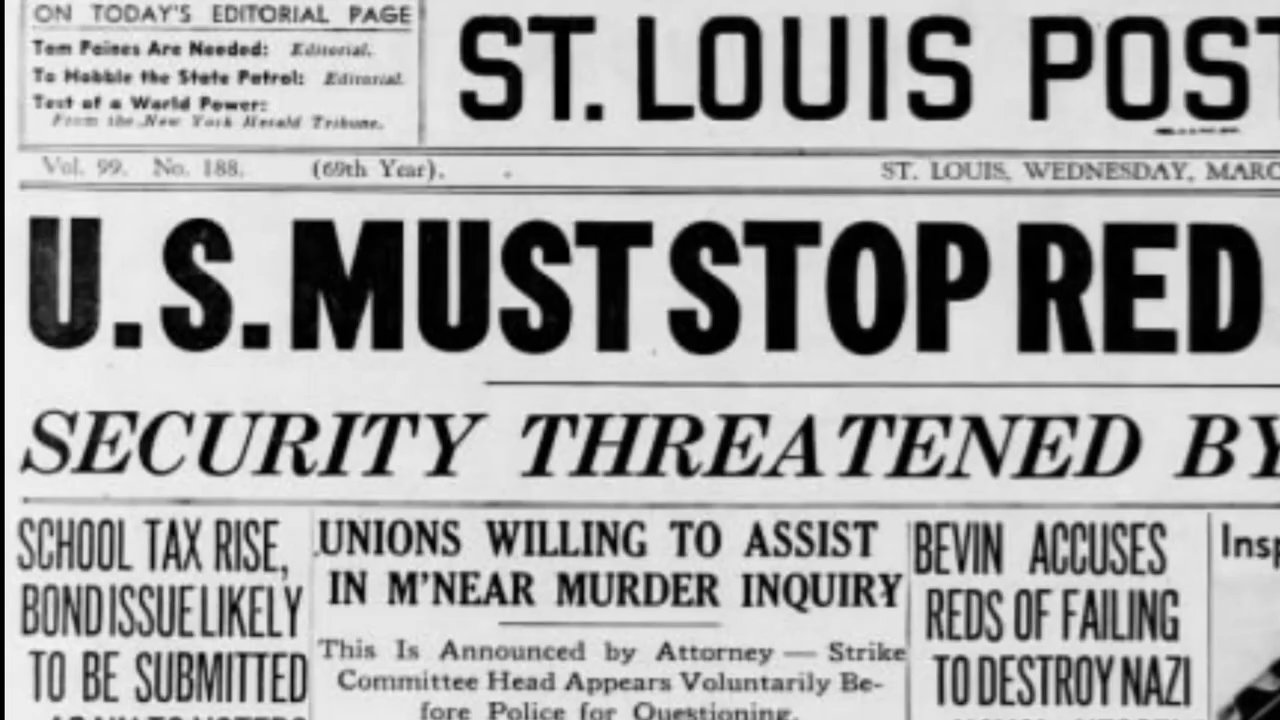 ON TODAY'S EDITORIAL PAGE
Tom Paines Are Needed: Editorial.
To Hobble the State Patrol: Editorial.
Test of a World Power:
From the New York Herald Tribune.
ST. LOUIS POST
Vol. 99. No. 188. (69th Year).
ST. LOUIS, WEDNESDAY, MARC
U.S. MUST STOP RED
SECURITY THREATENED BY
SCHOOL TAX RISE,
BOND ISSUE LIKELY
TO BE SUBMITTED
UNIONS WILLING TO ASSIST
IN M'NEAR MURDER INQUIRY
This Is Announced by Attorney — Strike
Committee Head Appears Voluntarily Be-
fore Police for Questioning.
BEVIN ACCUSES
REDS OF FAILING
TO DESTROY NAZI
Insp